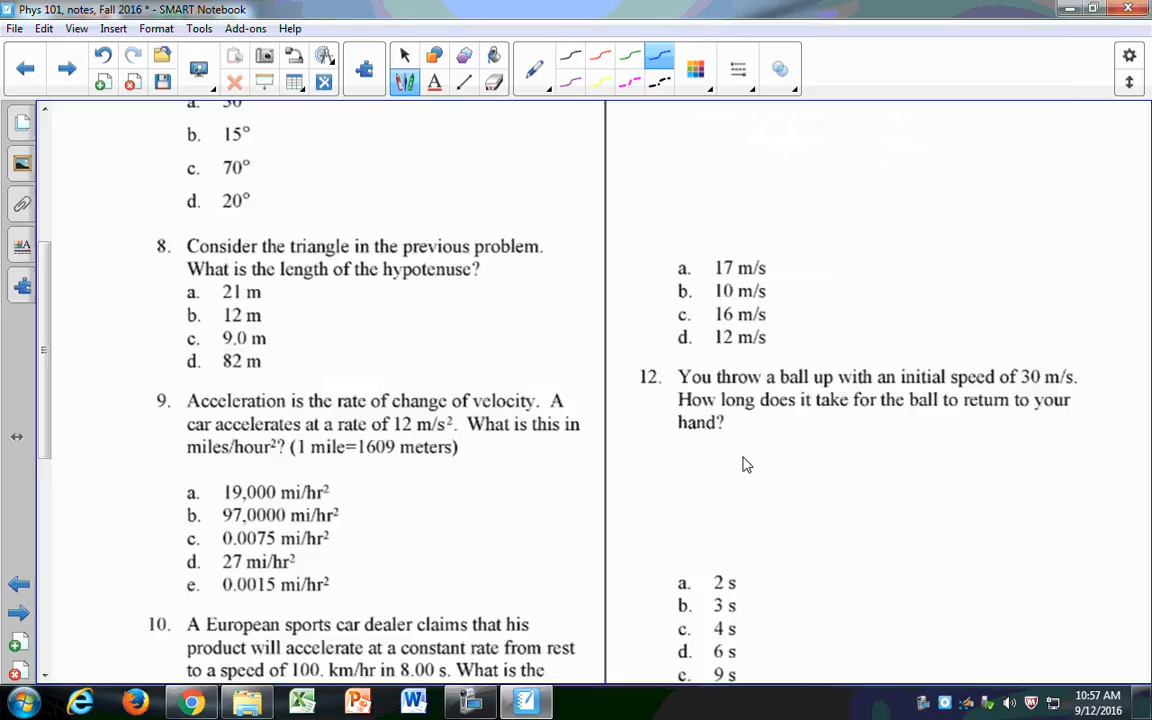 Phys 101, notes, Fall 2016 * - SMART Notebook
File Edit View Insert Format Tools Add-ons Help
a. 50
b. 15°
c. 70°
d. 20°
8. Consider the triangle in the previous problem.
What is the length of the hypotenuse?
a. 21 m
b. 12 m
c. 9.0 m
d. 82 m
9. Acceleration is the rate of change of velocity. A
car accelerates at a rate of 12 m/s². What is this in
miles/hour²? (1 mile=1609 meters)
a. 19,000 mi/hr²
b. 97,0000 mi/hr²
c. 0.0075 mi/hr²
d. 27 mi/hr²
e. 0.0015 mi/hr²
10. A European sports car dealer claims that his
product will accelerate at a constant rate from rest
to a speed of 100. km/hr in 8.00 s. What is the
a. 17 m/s
b. 10 m/s
c. 16 m/s
d. 12 m/s
12. You throw a ball up with an initial speed of 30 m/s.
How long does it take for the ball to return to your
hand?
a. 2 s
b. 3 s
c. 4 s
d. 6 s
e. 9 s
10:57 AM
9/12/2016